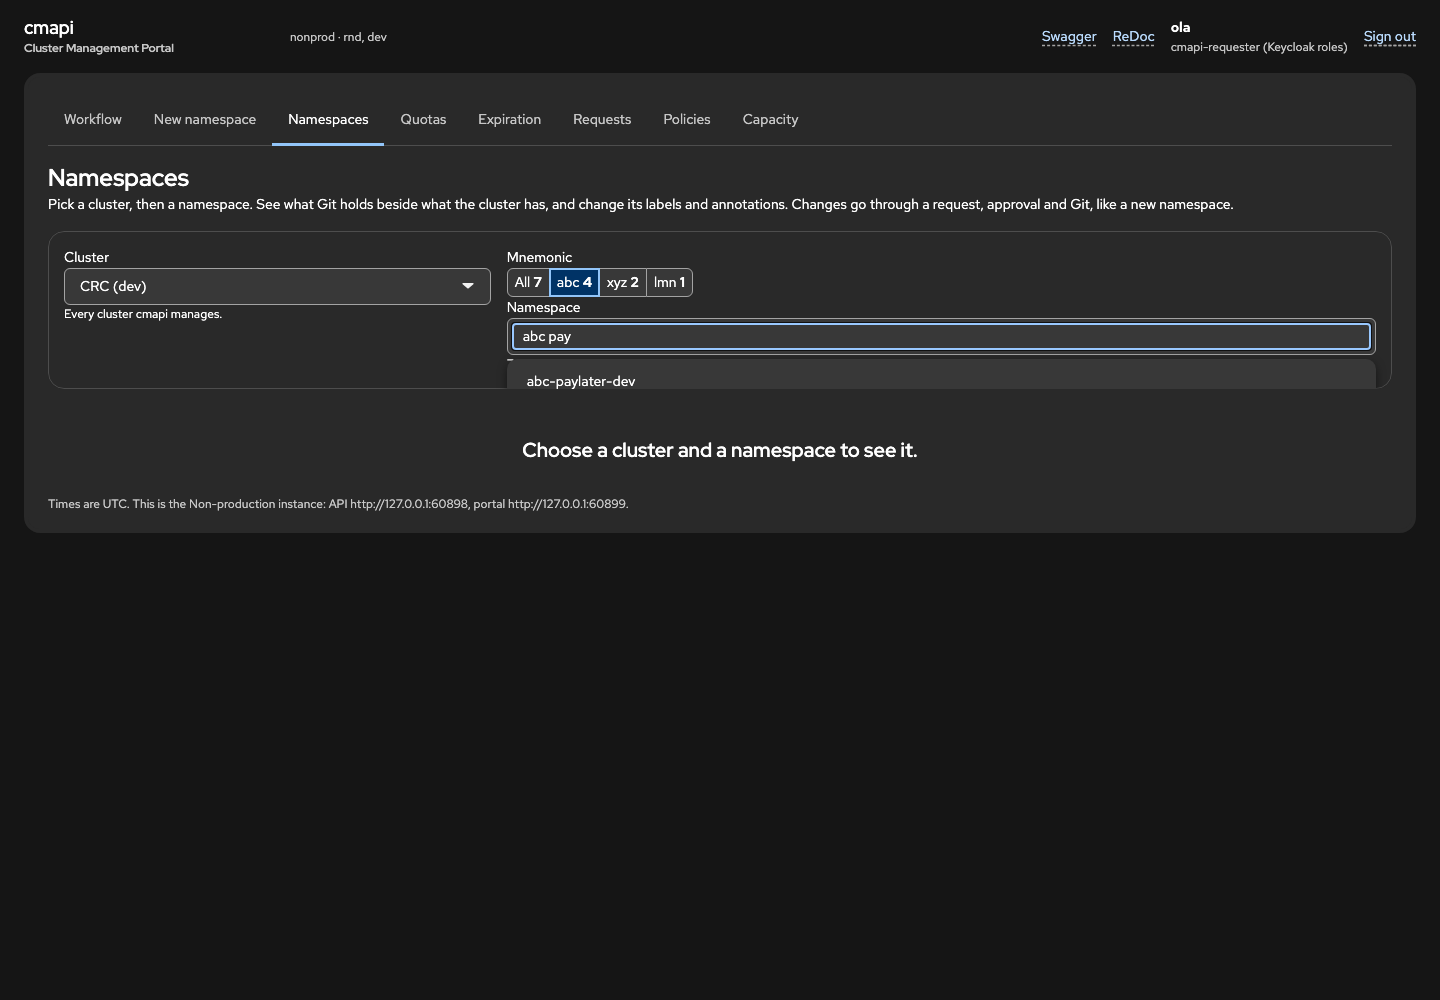 cmapi
Cluster Management Portal
nonprod · rnd, dev
Swagger
ReDoc
ola
cmapi-requester (Keycloak roles)
Sign out
Workflow
New namespace
Namespaces
Quotas
Expiration
Requests
Policies
Capacity
Namespaces
Pick a cluster, then a namespace. See what Git holds beside what the cluster has, and change its labels and annotations. Changes go through a request, approval and Git, like a new namespace.
Cluster
CRC (dev)
Every cluster cmapi manages.
Mnemonic
All 7
abc 4
xyz 2
lmn 1
Namespace
abc pay
abc-paylater-dev
Choose a cluster and a namespace to see it.
Times are UTC. This is the Non-production instance: API http://127.0.0.1:60898, portal http://127.0.0.1:60899.